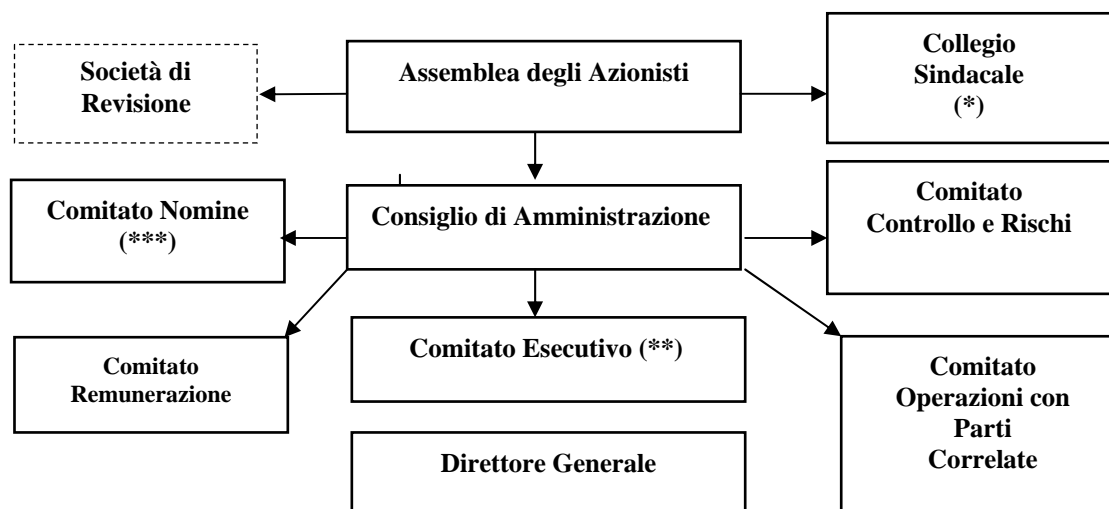 Società di
Revisione
Assemblea degli Azionisti
Collegio
Sindacale
(*)
Comitato Nomine
(***)
Consiglio di Amministrazione
Comitato
Controllo e Rischi
Comitato
Remunerazione
Comitato Esecutivo (**)
Comitato
Operazioni con
Parti
Correlate
Direttore Generale